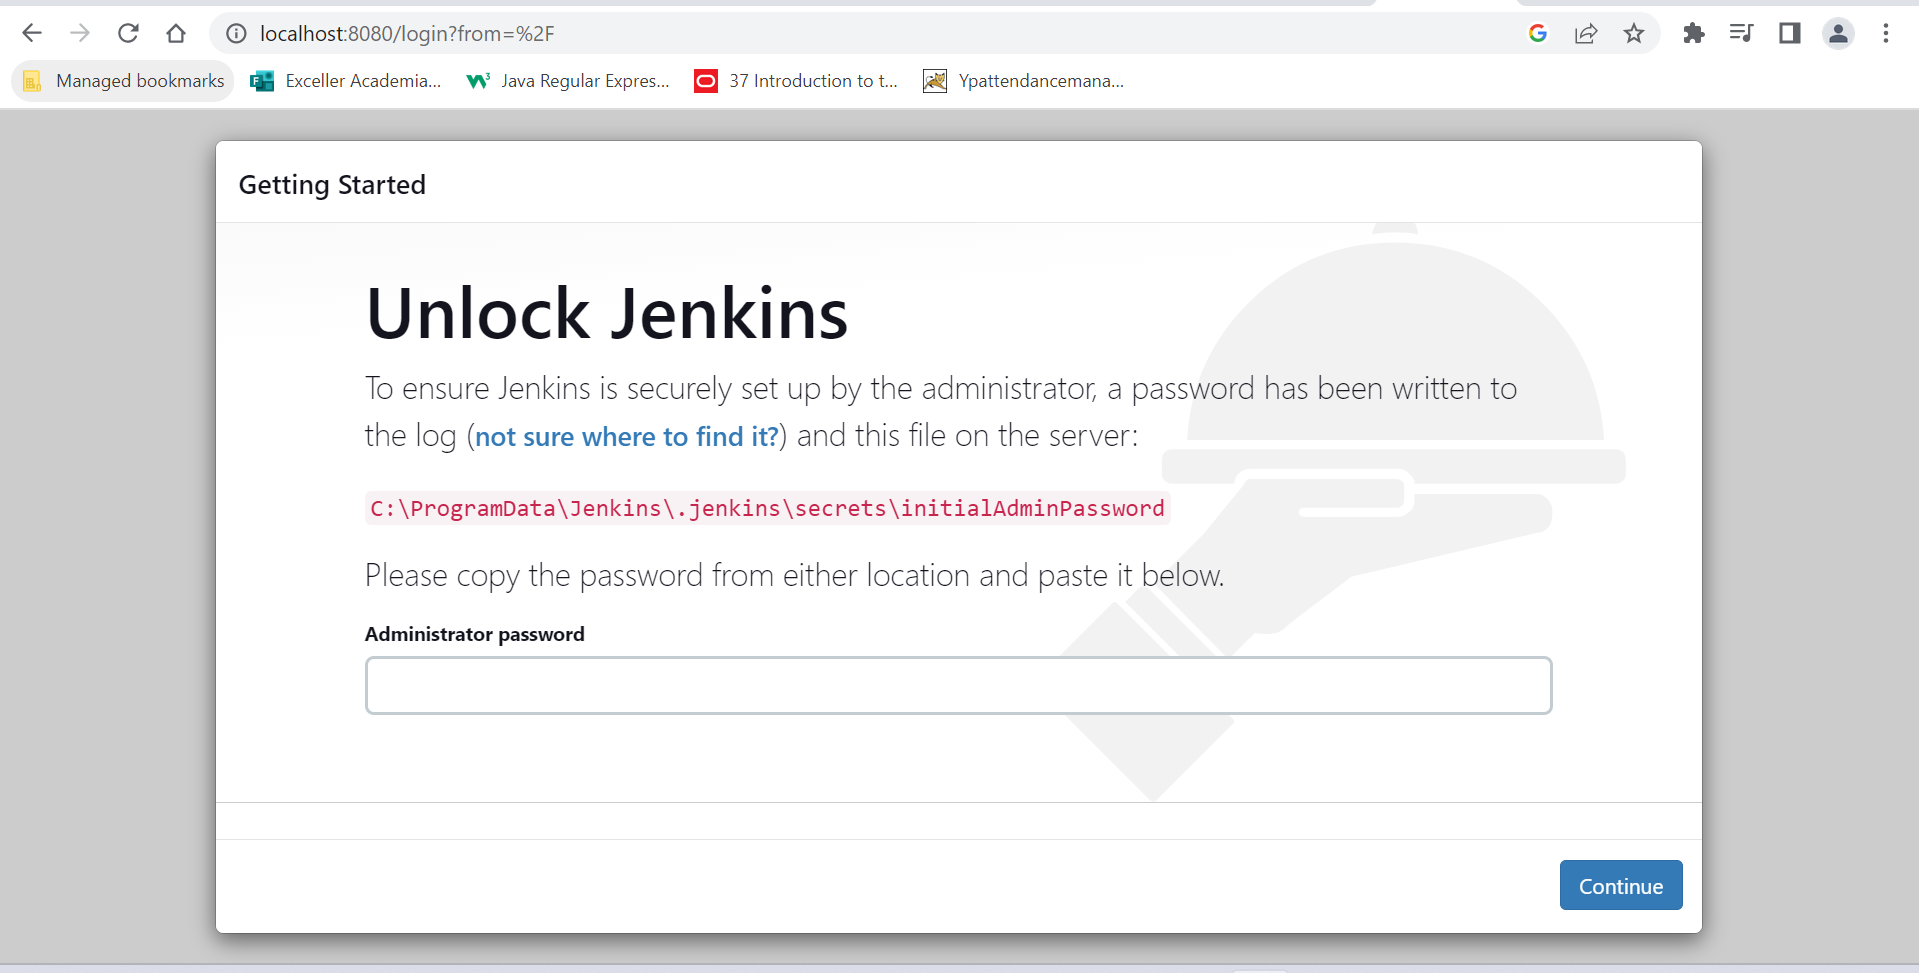 localhost:8080/login?from=%2F
Managed bookmarks Exceller Academia... Java Regular Expres... 37 Introduction to t... Ypattendancemana...
Getting Started
Unlock Jenkins
To ensure Jenkins is securely set up by the administrator, a password has been written to
the log (not sure where to find it?) and this file on the server:
C:\ProgramData\Jenkins\.jenkins\secrets\initialAdminPassword
Please copy the password from either location and paste it below.
Administrator password
Continue